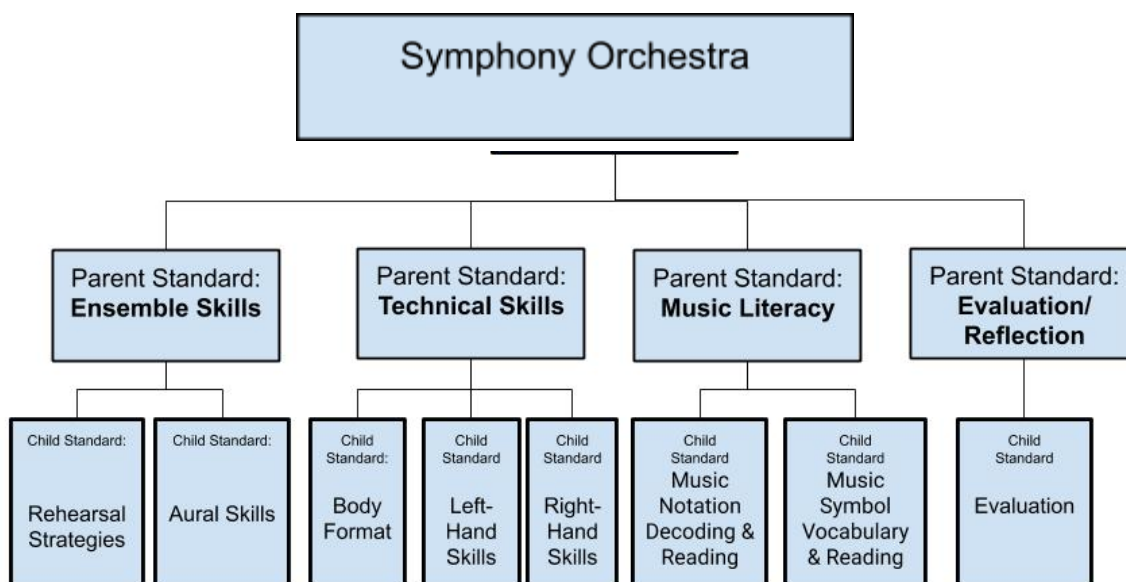 Symphony Orchestra
Parent Standard:
Ensemble Skills
Parent Standard:
Technical Skills
Parent Standard:
Music Literacy
Parent Standard:
Evaluation/
Reflection
Child Standard:
Rehearsal
Strategies
Child Standard:
Aural Skills
Child
Standard:
Body
Format
Child
Standard
Left-
Hand
Skills
Child
Standard
Right-
Hand
Skills
Child
Standard
Music
Notation
Decoding &
Reading
Child
Standard
Music
Symbol
Vocabulary
& Reading
Child
Standard
Evaluation